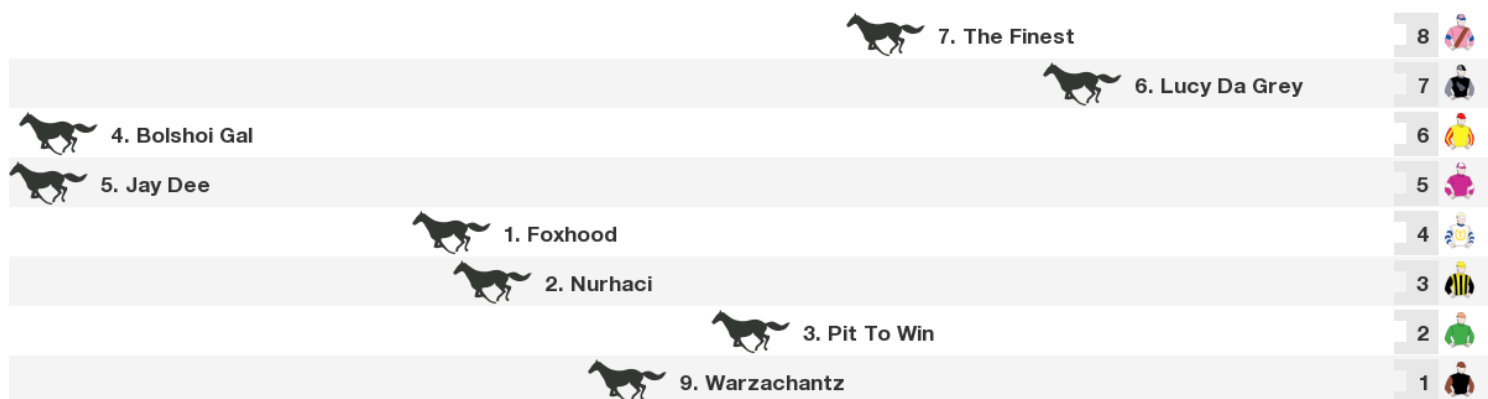 7. The Finest 8
6. Lucy Da Grey 7
4. Bolshoi Gal 6
5. Jay Dee 5
1. Foxhood 4
2. Nurhaci 3
3. Pit To Win 2
9. Warzachantz 1